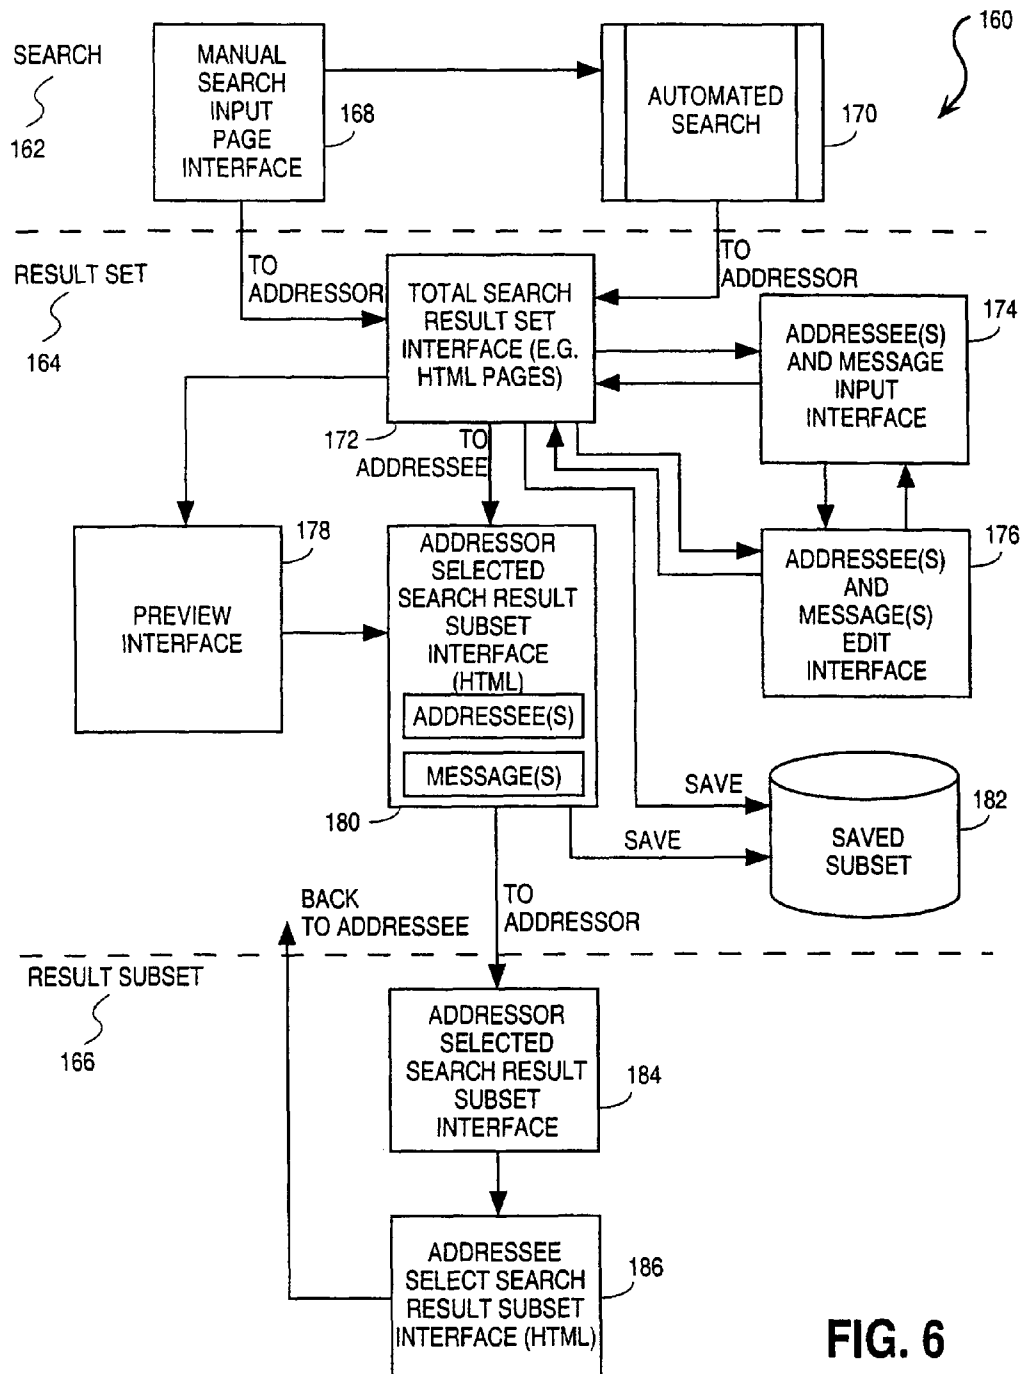 160
SEARCH
162
MANUAL
SEARCH
INPUT
PAGE
INTERFACE
168
AUTOMATED
SEARCH
170
RESULT SET
164
TO
ADDRESSOR
TO
ADDRESSOR
TOTAL SEARCH
RESULT SET
INTERFACE (E.G.
HTML PAGES)
172
TO
ADDRESSEE
174
ADDRESSEE(S)
AND MESSAGE
INPUT
INTERFACE
176
ADDRESSEE(S)
AND
MESSAGE(S)
EDIT
INTERFACE
178
PREVIEW
INTERFACE
ADDRESSOR
SELECTED
SEARCH RESULT
SUBSET
INTERFACE
(HTML)
ADDRESSEE(S)
MESSAGE(S)
180
SAVE
SAVE
182
SAVED
SUBSET
BACK
TO ADDRESSEE
TO
ADDRESSOR
RESULT SUBSET
166
ADDRESSOR
SELECTED
SEARCH RESULT
SUBSET
INTERFACE
184
ADDRESSEE
SELECT SEARCH
RESULT SUBSET
INTERFACE (HTML)
186
FIG. 6